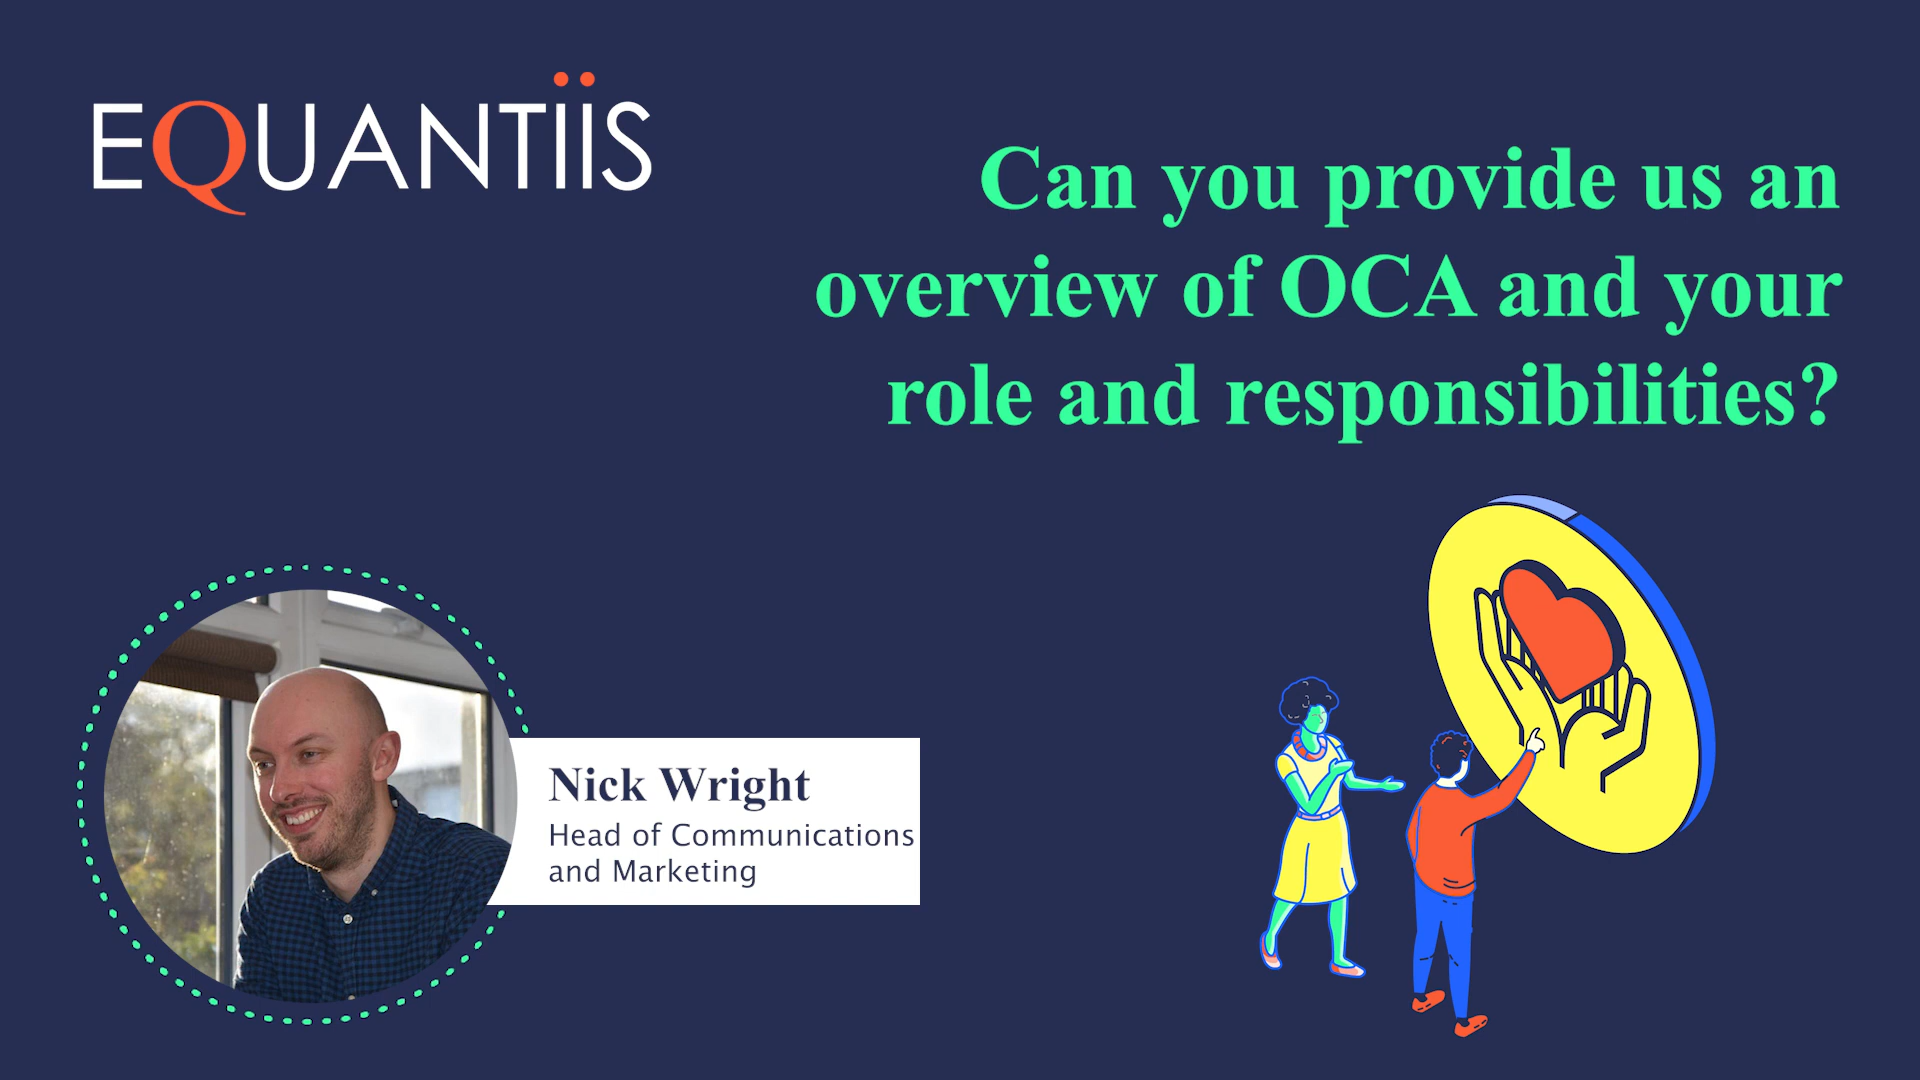 EQUANTIIS
Can you provide us an
overview of OCA and your
role and responsibilities?
Nick Wright
Head of Communications
and Marketing